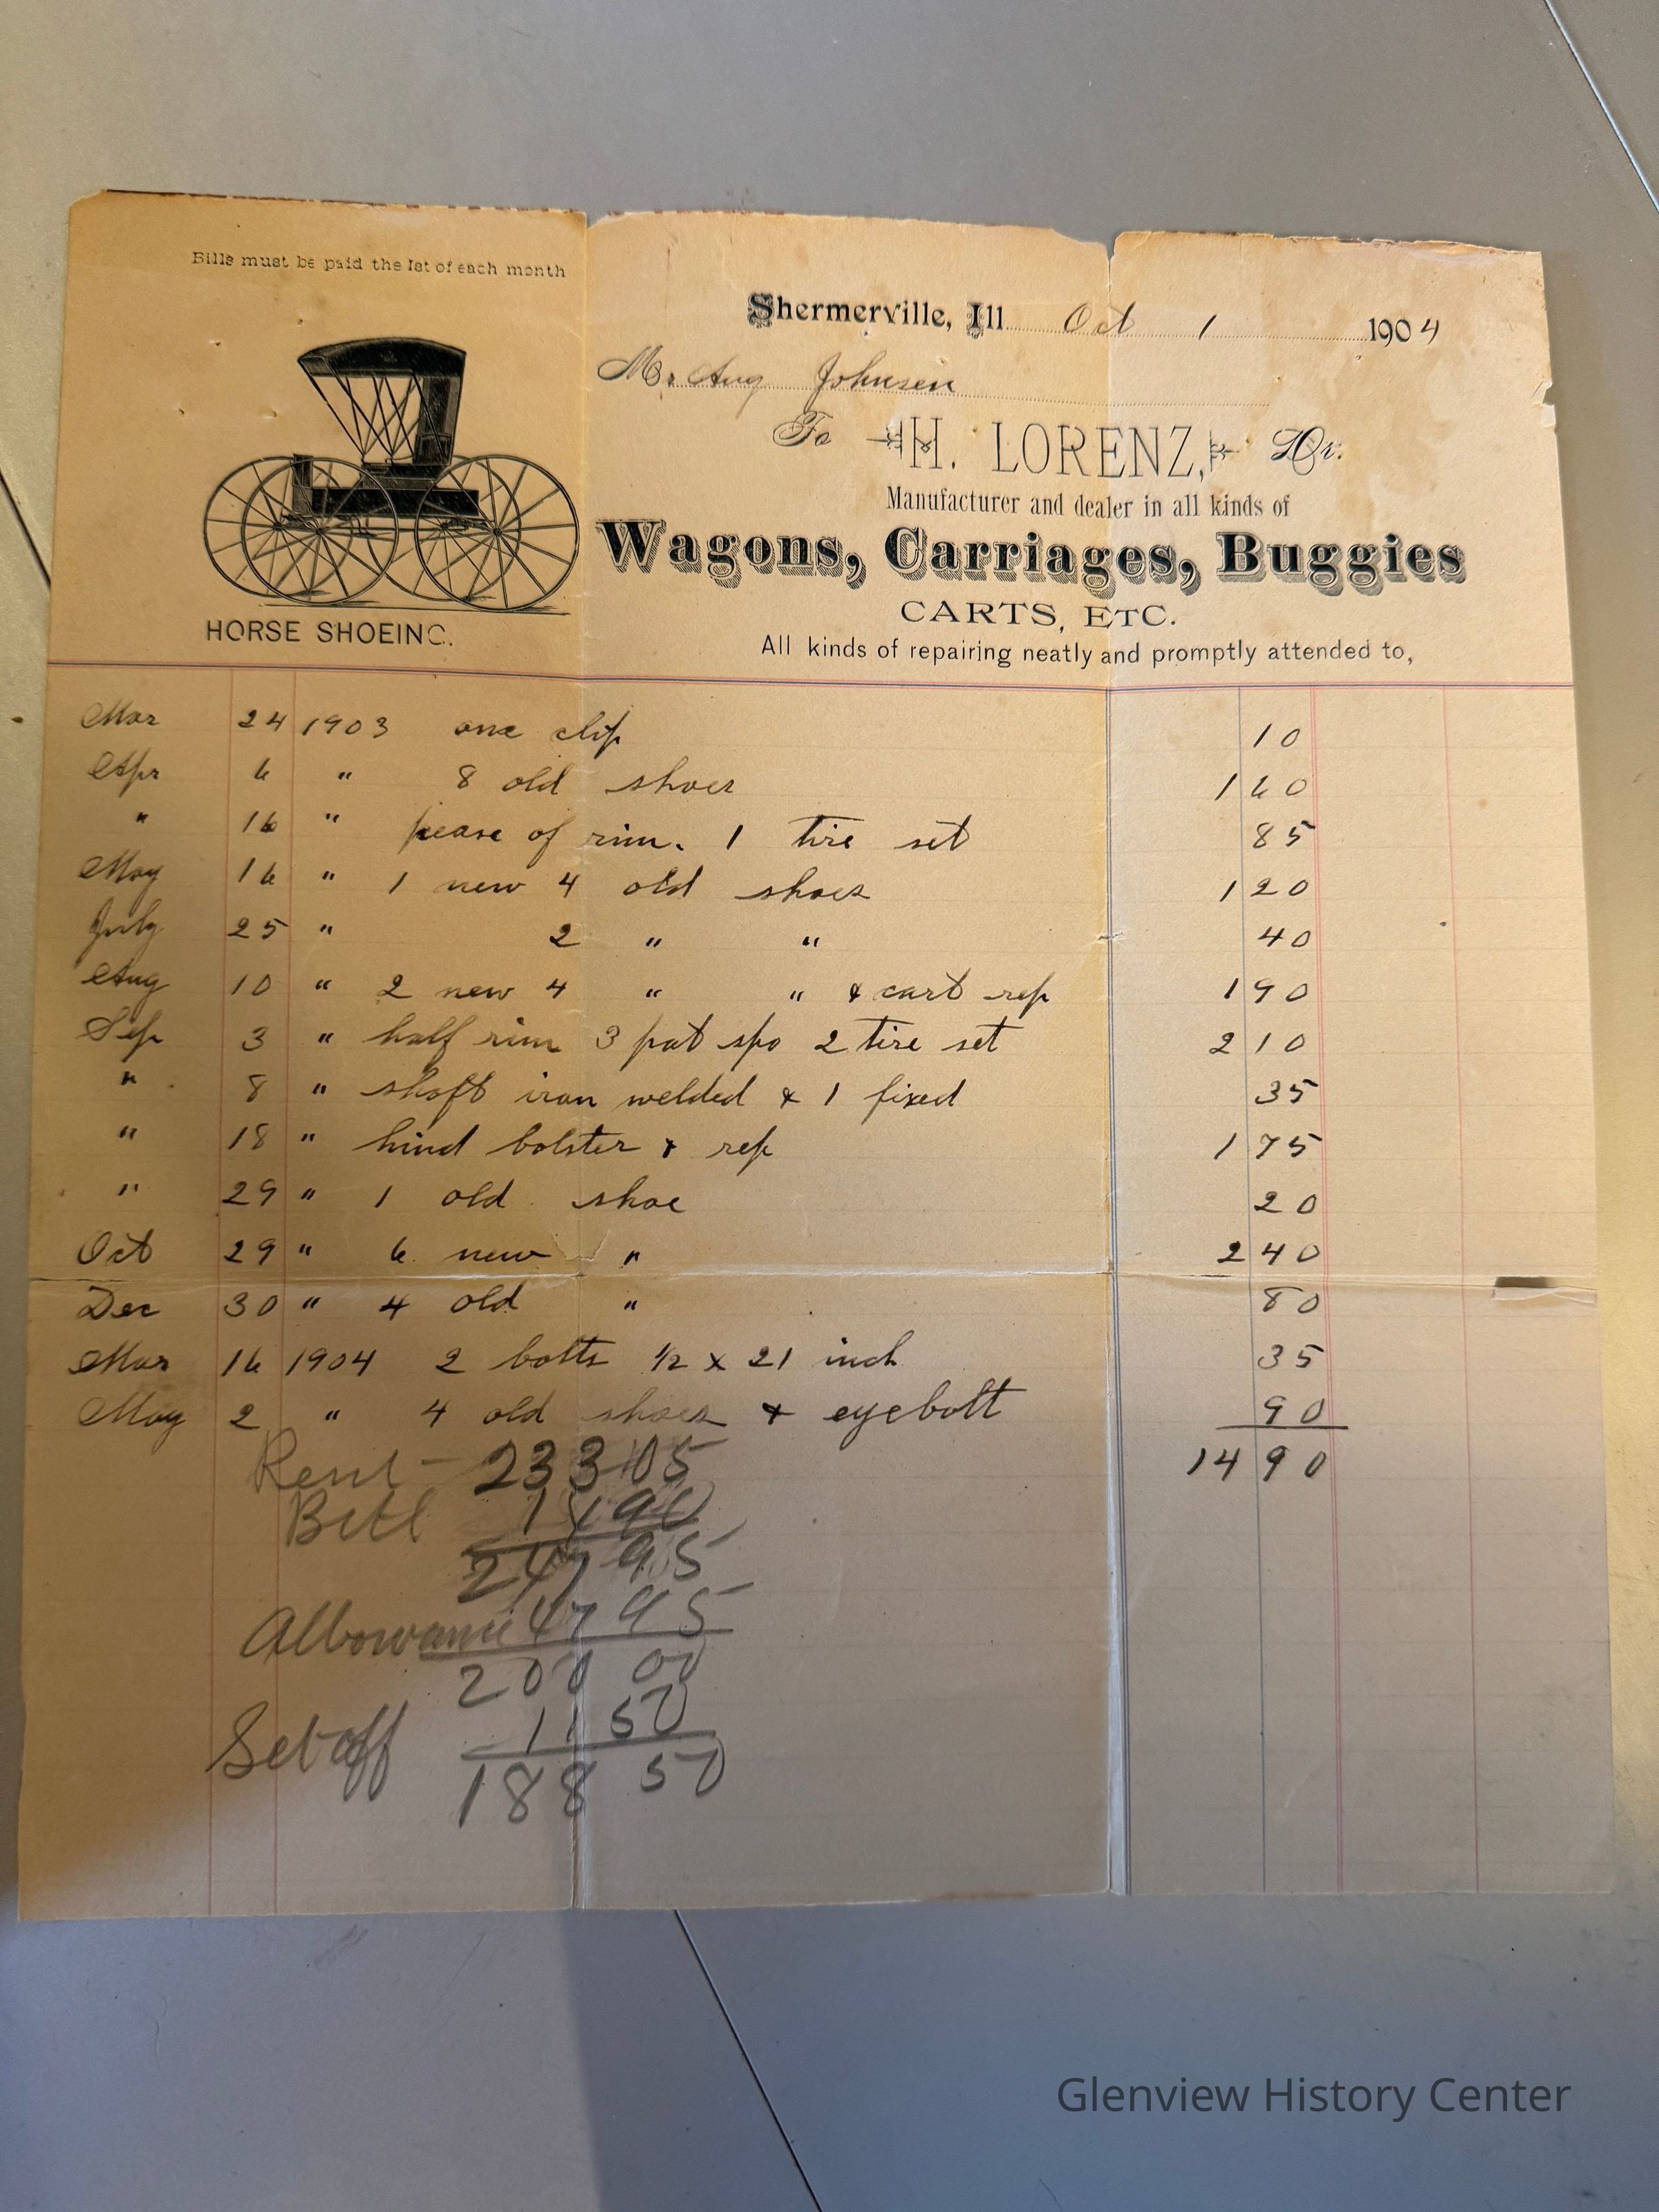 Bills must be paid the 1st of each month
Shermerville, Ill Oct 1 1904
Mr. Aug Johnsen
To H. LORENZ, Dr.
Manufacturer and dealer in all kinds of
Wagons, Carriages, Buggies
CARTS, ETC.
HORSE SHOEING.
All kinds of repairing neatly and promptly attended to,
Mar 24 1903 one clip 10
Apr 6 " 8 old shoes 1 60
" 16 " pease of rim. 1 tire set 85
May 16 " 1 new 4 old shoes 1 20
July 25 " 2 " " 40
Aug 10 " 2 new 4 " " & cart rep 1 90
Sep 3 " half rim 3 pat spo 2 tire set 2 10
" 8 " shaft iron welded & 1 fixed 35
" 18 " hind bolster & rep 1 75
" 29 " 1 old shoe 20
Oct 29 " 6 new " 2 40
Dec 30 " 4 old " 80
Mar 16 1904 2 bolts 1/2 x 21 inch 35
May 2 " 4 old shoes & eyebolt 90
14 90
Rent - 233 05
Bill 14 90
247 95
Allowance 47 95
200 00
Set off 11 50
188 50
Glenview History Center